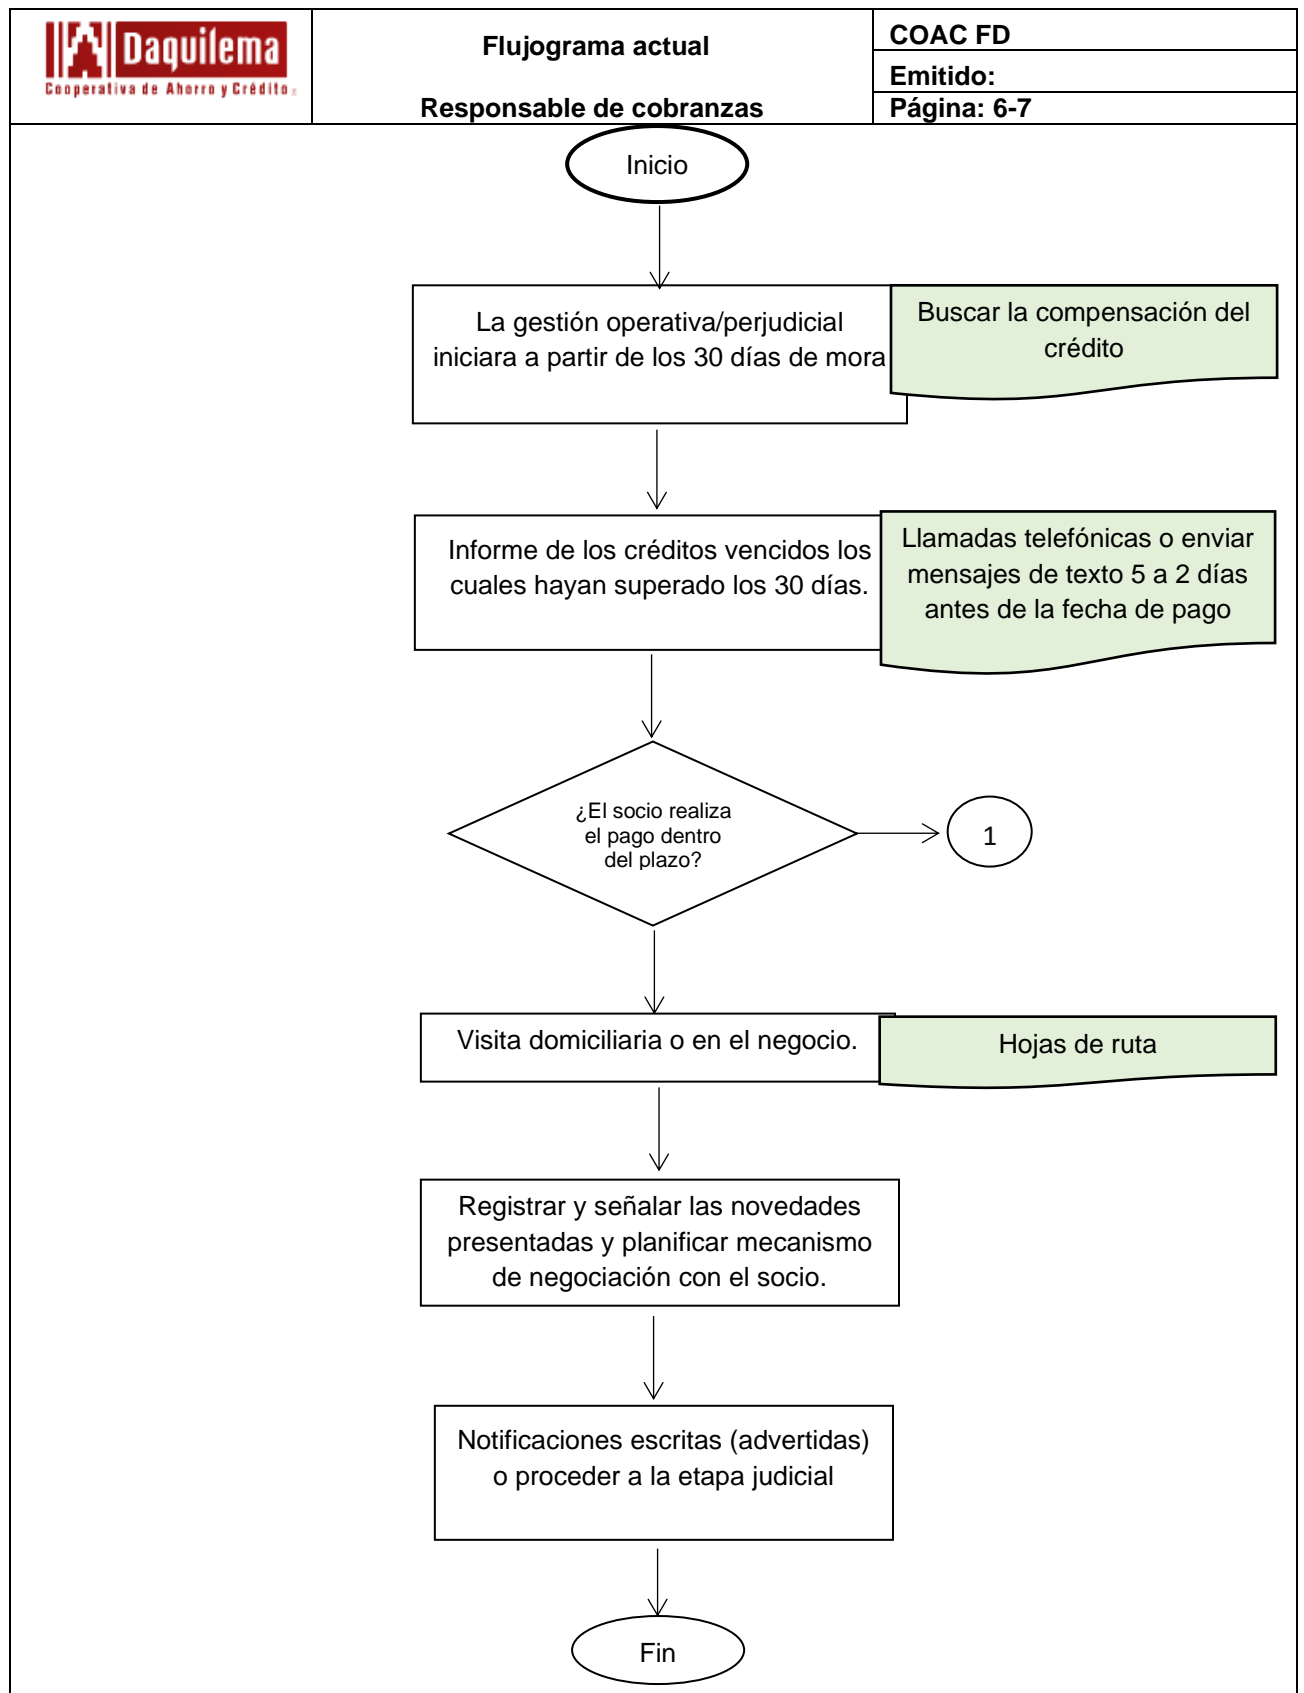 Daquilema
Cooperativa de Ahorro y Crédito
Flujograma actual
Responsable de cobranzas
COAC FD
Emitido:
Página: 6-7
Inicio
La gestión operativa/perjudicial
iniciara a partir de los 30 días de mora
Buscar la compensación del
crédito
Informe de los créditos vencidos los
cuales hayan superado los 30 días.
Llamadas telefónicas o enviar
mensajes de texto 5 a 2 días
antes de la fecha de pago
¿El socio realiza
el pago dentro
del plazo?
1
Visita domiciliaria o en el negocio.
Hojas de ruta
Registrar y señalar las novedades
presentadas y planificar mecanismo
de negociación con el socio.
Notificaciones escritas (advertidas)
o proceder a la etapa judicial
Fin